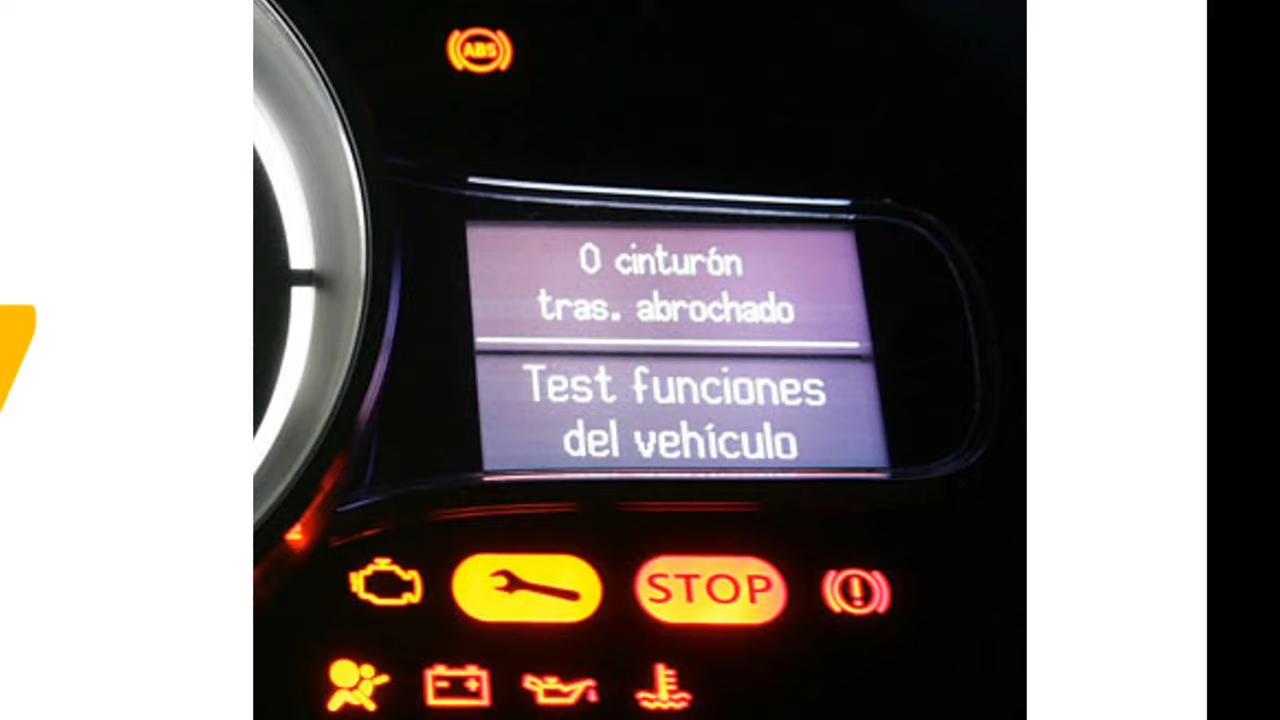 ABS
0 cinturón
tras. abrochado
Test funciones
del vehículo
STOP